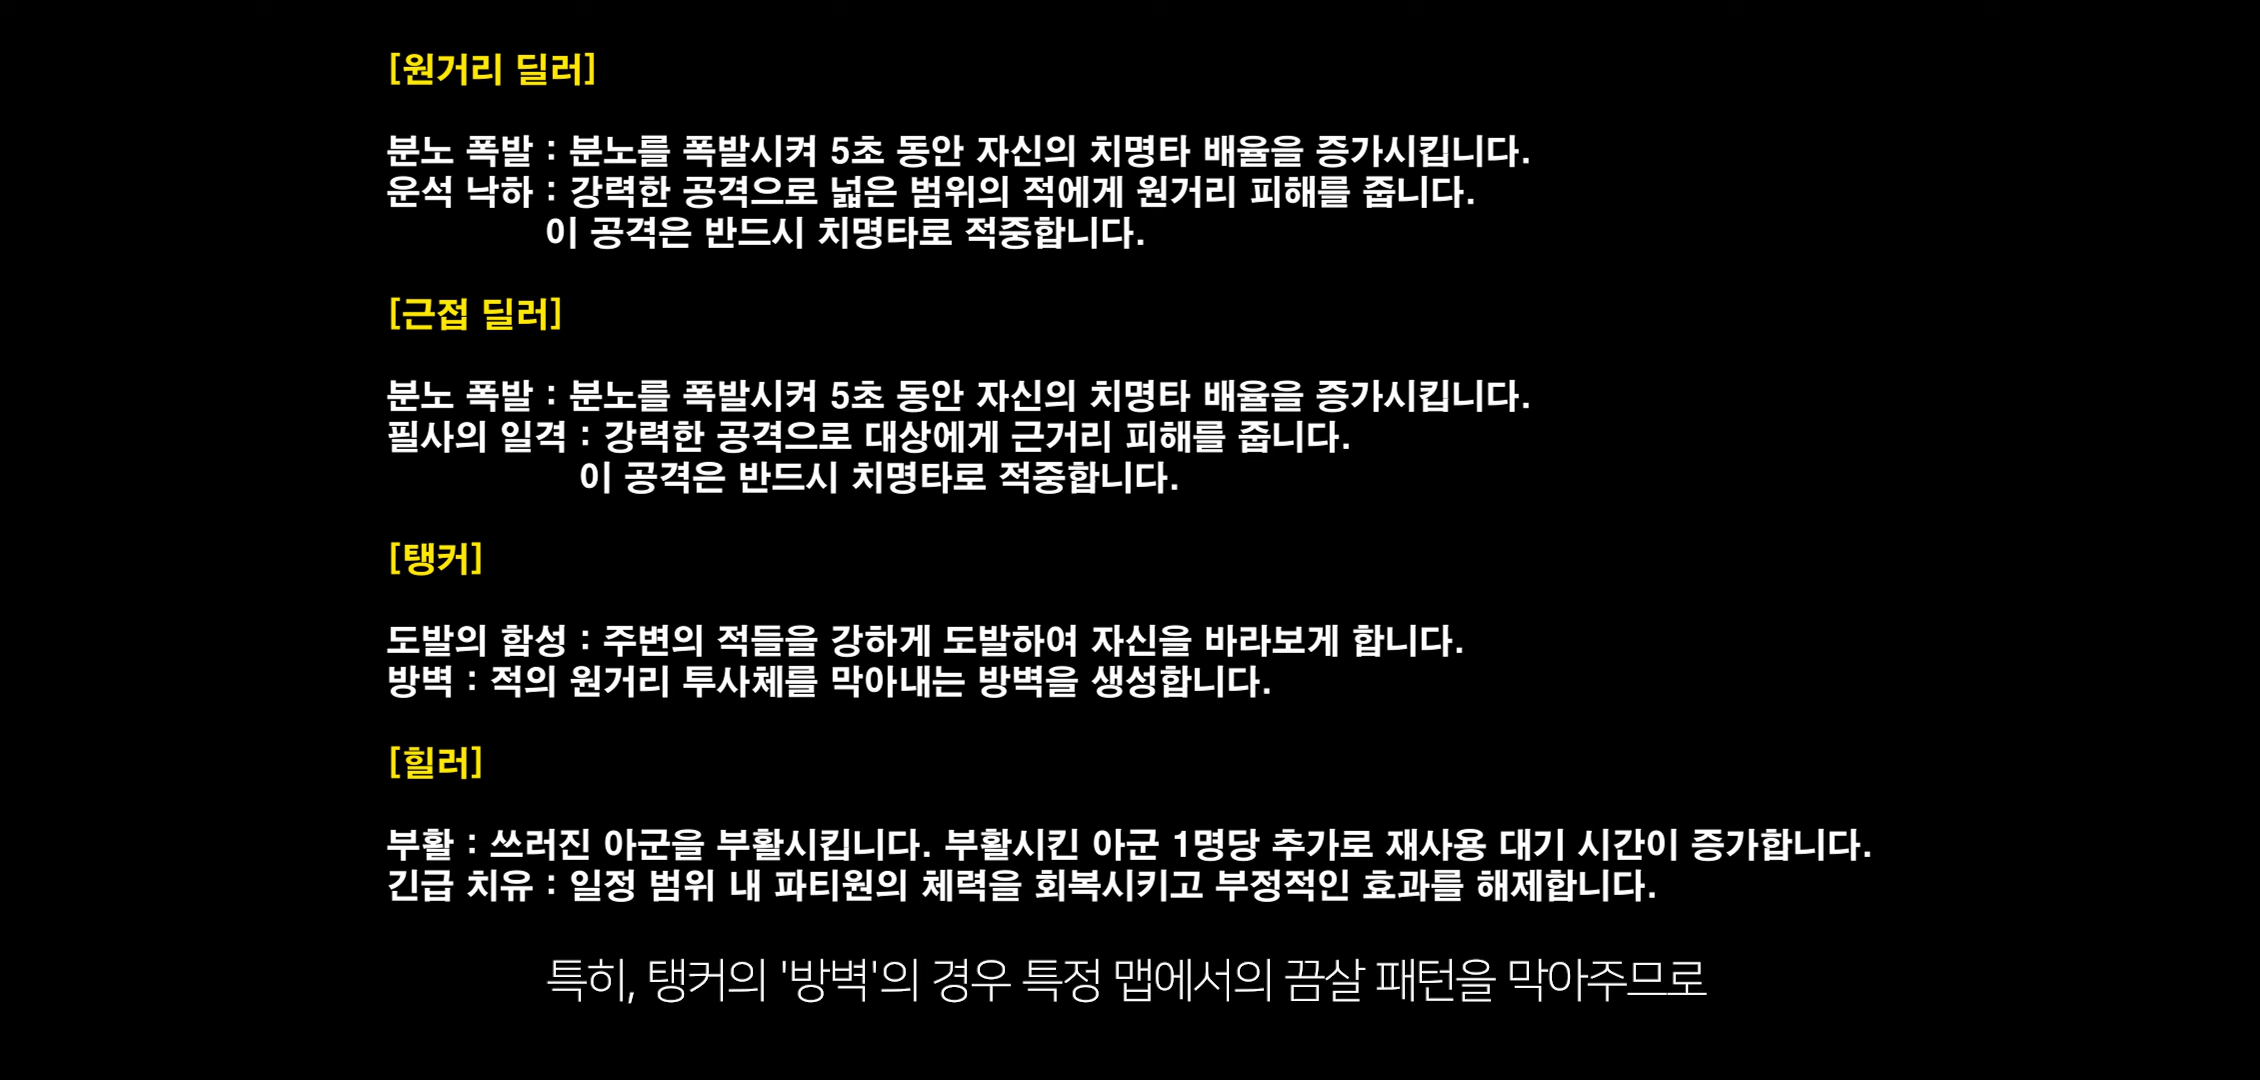 [원거리 딜러]
분노 폭발 : 분노를 폭발시켜 5초 동안 자신의 치명타 배율을 증가시킵니다.
운석 낙하 : 강력한 공격으로 넓은 범위의 적에게 원거리 피해를 줍니다.
이 공격은 반드시 치명타로 적중합니다.
[근접 딜러]
분노 폭발 : 분노를 폭발시켜 5초 동안 자신의 치명타 배율을 증가시킵니다.
필사의 일격 : 강력한 공격으로 대상에게 근거리 피해를 줍니다.
이 공격은 반드시 치명타로 적중합니다.
[탱커]
도발의 함성 : 주변의 적들을 강하게 도발하여 자신을 바라보게 합니다.
방벽 : 적의 원거리 투사체를 막아내는 방벽을 생성합니다.
[힐러]
부활 : 쓰러진 아군을 부활시킵니다. 부활시킨 아군 1명당 추가로 재사용 대기 시간이 증가합니다.
긴급 치유 : 일정 범위 내 파티원의 체력을 회복시키고 부정적인 효과를 해제합니다.
특히, 탱커의 '방벽'의 경우 특정 맵에서의 끔살 패턴을 막아주므로